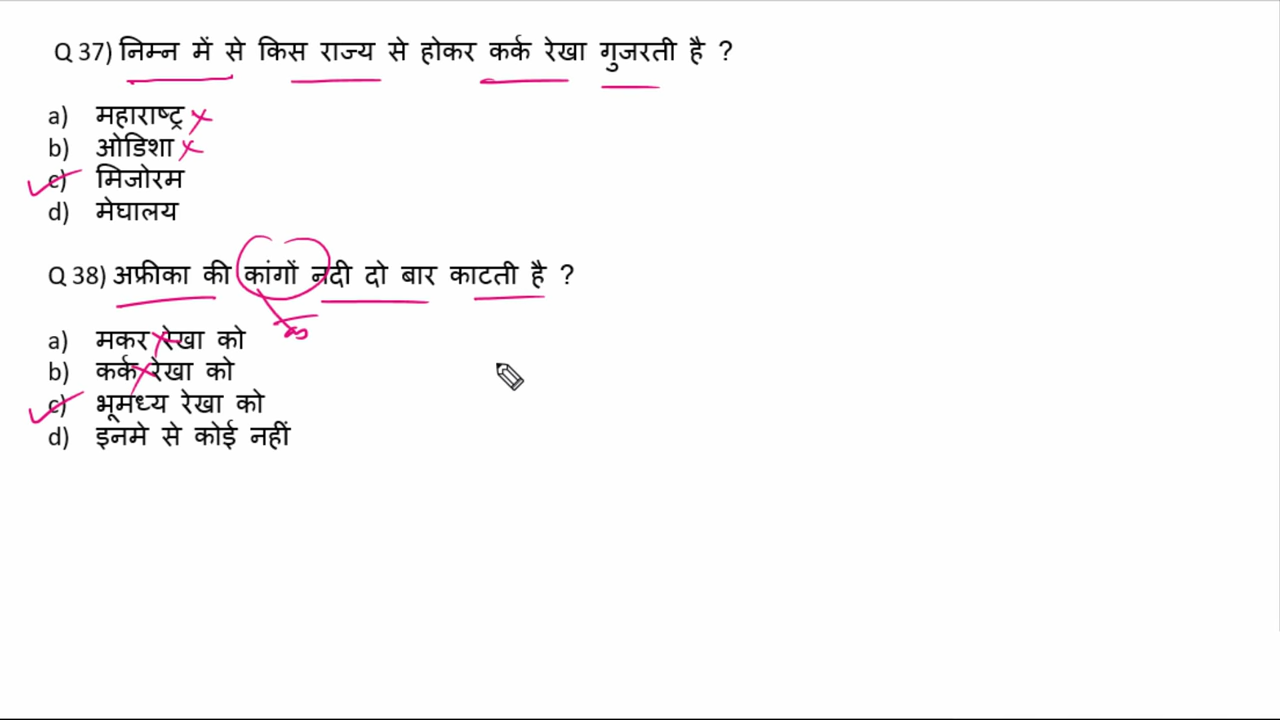 Q 37) निम्न में से किस राज्य से होकर कर्क रेखा गुजरती है ?
a) महाराष्ट्र
b) ओडिशा
c) मिजोरम
d) मेघालय
Q 38) अफ्रीका की कांगों नदी दो बार काटती है ?
a) मकर रेखा को
b) कर्क रेखा को
c) भूमध्य रेखा को
d) इनमे से कोई नहीं